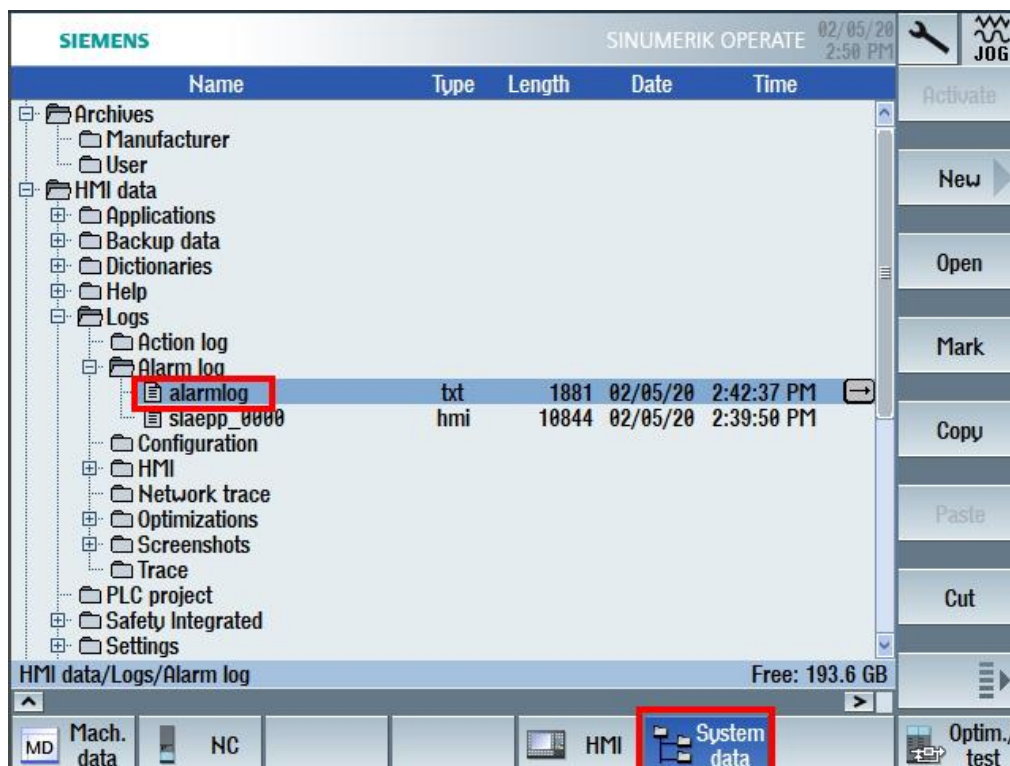 SIEMENS SINUMERIK OPERATE 02/05/20 2:50 PM JOG
Name Type Length Date Time
Activate
Archives
Manufacturer
User
New
HMI data
Applications
Backup data
Dictionaries
Open
Help
Logs
Action log
Mark
Alarm log
alarmlog txt 1881 02/05/20 2:42:37 PM
slaepp_0000 hmi 10844 02/05/20 2:39:50 PM
Copy
Configuration
HMI
Network trace
Optimizations
Paste
Screenshots
Trace
PLC project
Cut
Safety Integrated
Settings
HMI data/Logs/Alarm log Free: 193.6 GB
MD Mach. data
NC
HMI
System data
Optim./ test